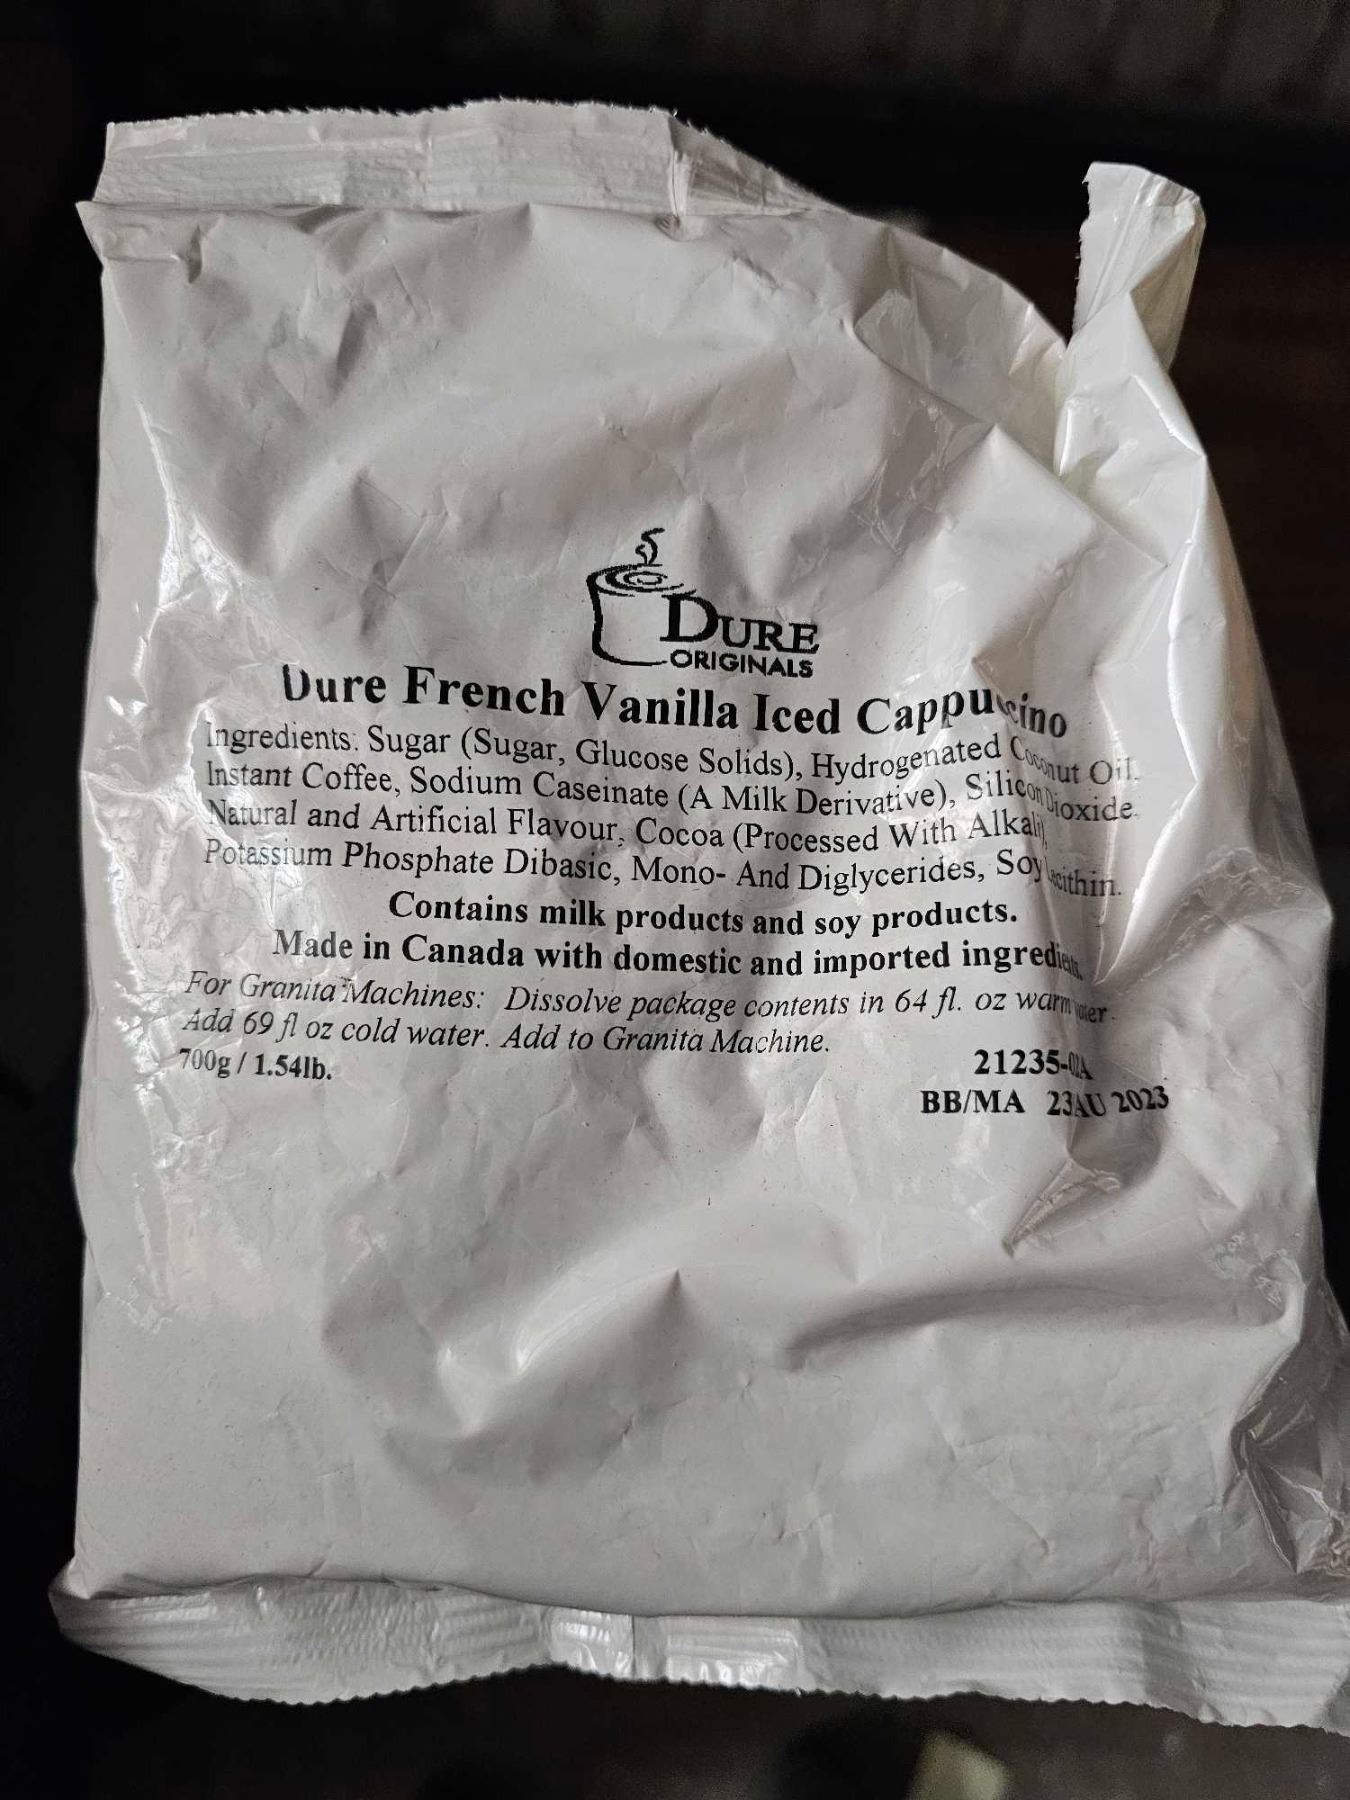 DURE
ORIGINALS
Dure French Vanilla Iced Cappuccino
Ingredients: Sugar (Sugar, Glucose Solids), Hydrogenated Coconut Oil.
Instant Coffee, Sodium Caseinate (A Milk Derivative), Silicon Dioxide.
Natural and Artificial Flavour, Cocoa (Processed With Alkali),
Potassium Phosphate Dibasic, Mono- And Diglycerides, Soy Lecithin.
Contains milk products and soy products.
Made in Canada with domestic and imported ingredients.
For Granita Machines: Dissolve package contents in 64 fl. oz warm water.
Add 69 fl oz cold water. Add to Granita Machine.
700g / 1.54lb.
21235-02A
BB/MA 23AU 2023